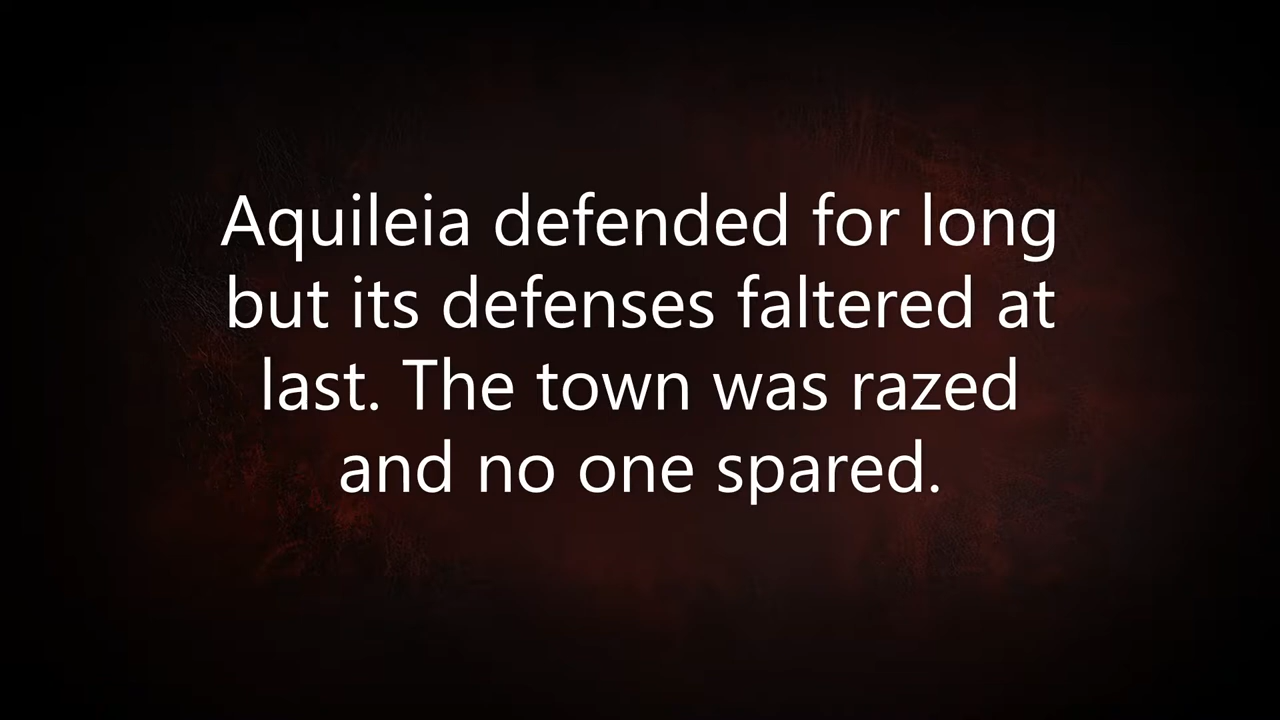 Aquileia defended for long
but its defenses faltered at
last. The town was razed
and no one spared.